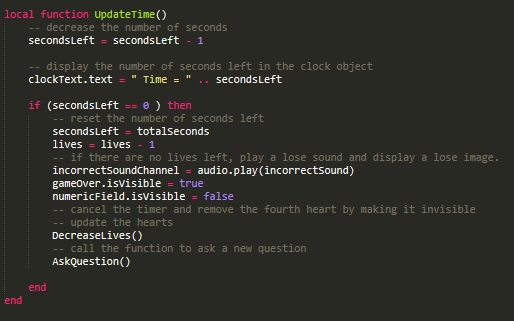 local function UpdateTime()
-- decrease the number of seconds
secondsLeft = secondsLeft - 1
-- display the number of seconds left in the clock object
clockText.text = " Time = " .. secondsLeft
if (secondsLeft == 0 ) then
-- reset the number of seconds left
secondsLeft = totalSeconds
lives = lives - 1
-- if there are no lives left, play a lose sound and display a lose image.
incorrectSoundChannel = audio.play(incorrectSound)
gameOver.isVisible = true
numericField.isVisible = false
-- cancel the timer and remove the fourth heart by making it invisible
-- update the hearts
DecreaseLives()
-- call the function to ask a new question
AskQuestion()
end
end